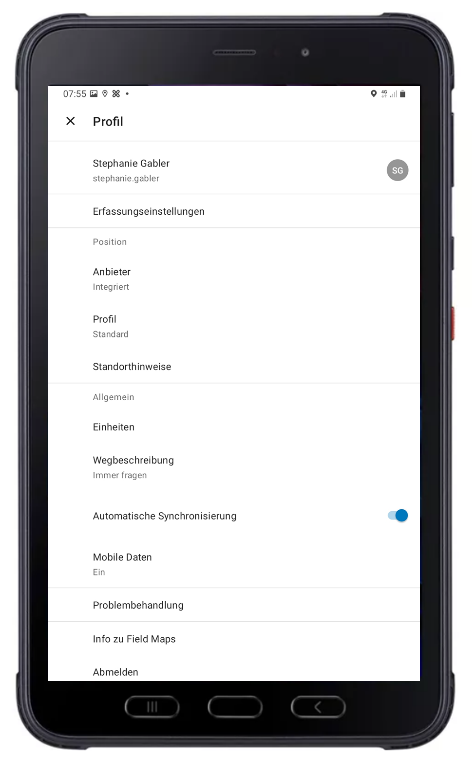 07:55
Profil
Stephanie Gabler
stephanie.gabler
SG
Erfassungseinstellungen
Position
Anbieter
Integriert
Profil
Standard
Standorthinweise
Allgemein
Einheiten
Wegbeschreibung
Immer fragen
Automatische Synchronisierung
Mobile Daten
Ein
Problembehandlung
Info zu Field Maps
Abmelden